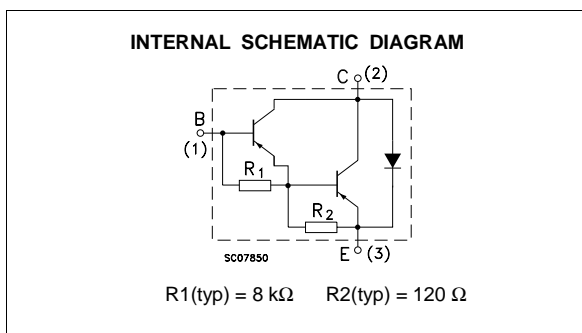 INTERNAL SCHEMATIC DIAGRAM
C (2)
B
(1)
R1
R2
SC07850
E (3)
R1(typ) = 8 kΩ R2(typ) = 120 Ω